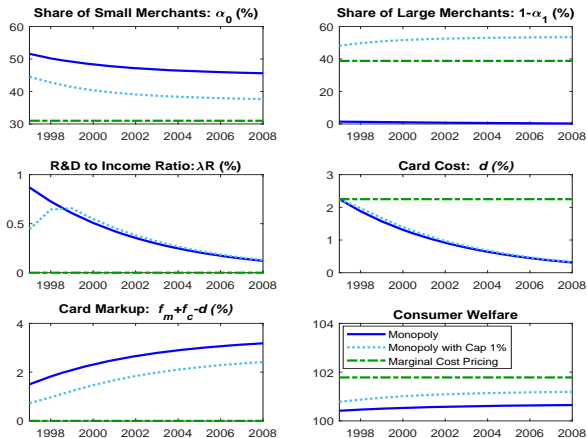 Share of Small Merchants: α0 (%)
60
50
40
30
1998 2000 2002 2004 2006 2008
Share of Large Merchants: 1-α1 (%)
60
40
20
0
1998 2000 2002 2004 2006 2008
R&D to Income Ratio:λR (%)
1
0.5
0
1998 2000 2002 2004 2006 2008
Card Cost: d (%)
3
2
1
0
1998 2000 2002 2004 2006 2008
Card Markup: fm+fc-d (%)
4
2
0
1998 2000 2002 2004 2006 2008
Consumer Welfare
104
102
100
Monopoly
Monopoly with Cap 1%
Marginal Cost Pricing
1998 2000 2002 2004 2006 2008